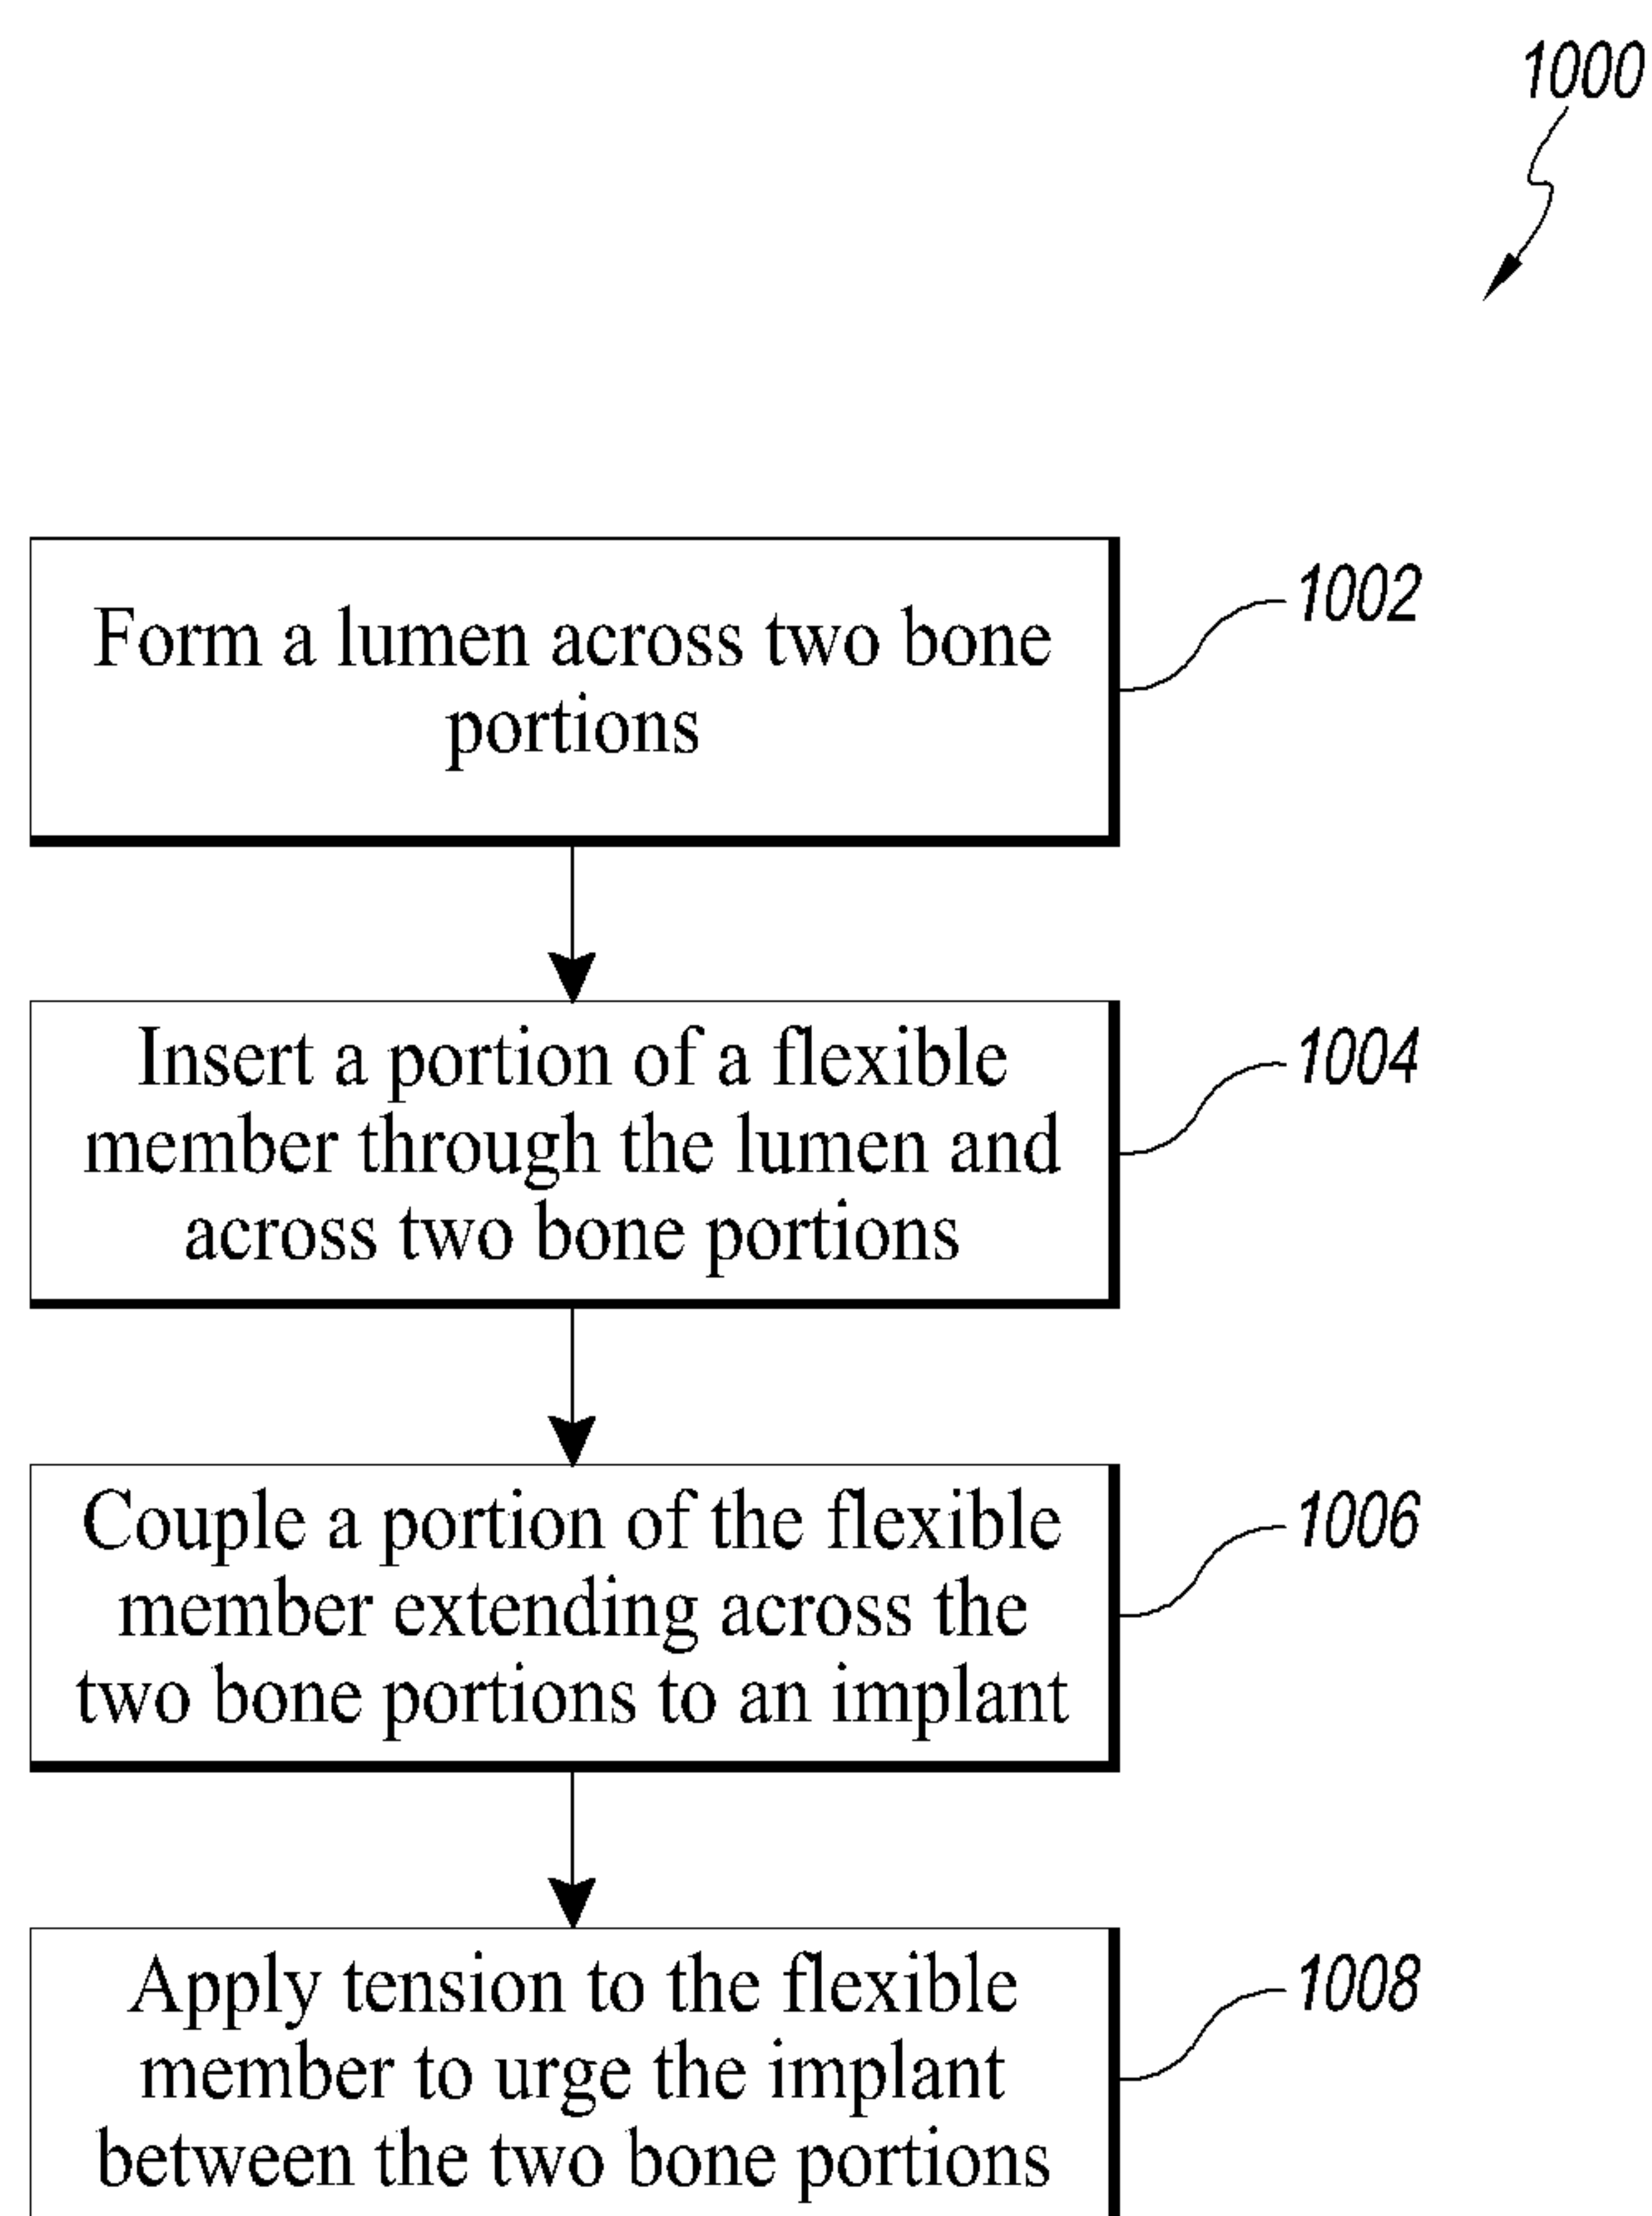 1000
Form a lumen across two bone
portions
1002
Insert a portion of a flexible
member through the lumen and
across two bone portions
1004
Couple a portion of the flexible
member extending across the
two bone portions to an implant
1006
Apply tension to the flexible
member to urge the implant
between the two bone portions
1008